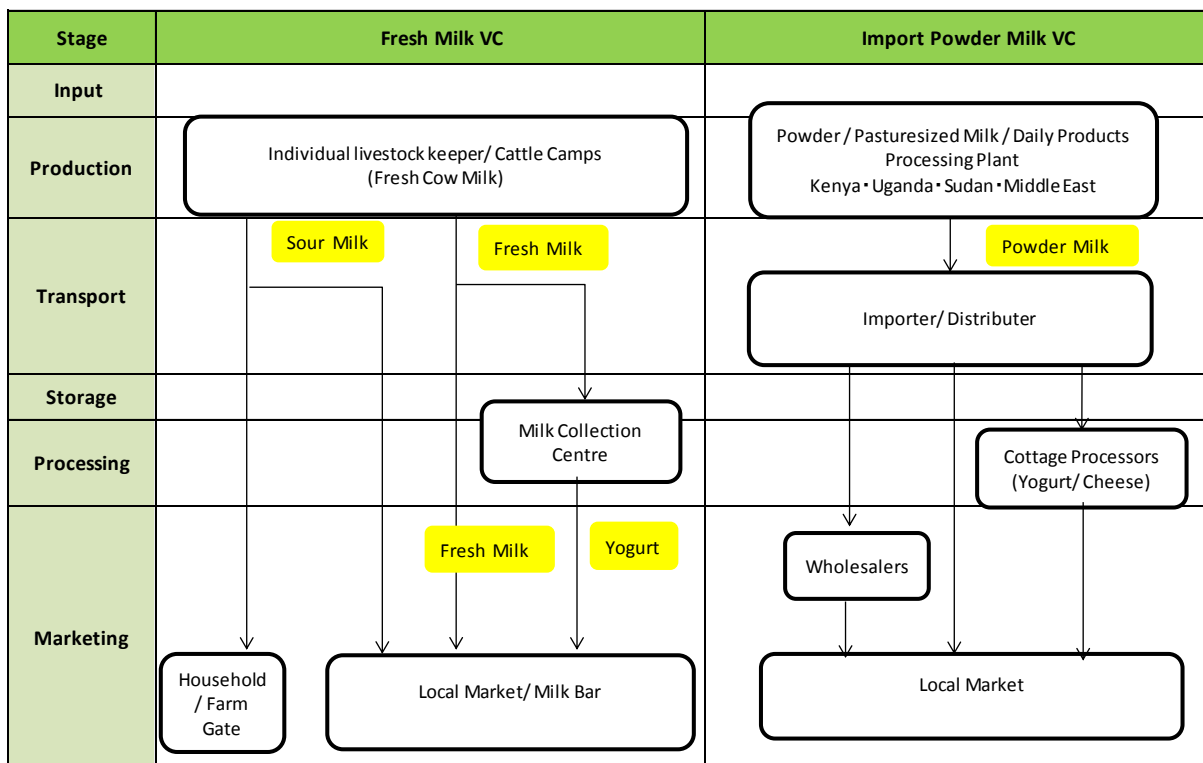 Stage
Fresh Milk VC
Import Powder Milk VC
Input
Production
Individual livestock keeper/ Cattle Camps
(Fresh Cow Milk)
Powder / Pasturesized Milk / Daily Products
Processing Plant
Kenya・Uganda・Sudan・Middle East
Transport
Sour Milk
Fresh Milk
Powder Milk
Importer/ Distributer
Storage
Processing
Milk Collection
Centre
Cottage Processors
(Yogurt/ Cheese)
Marketing
Fresh Milk
Yogurt
Wholesalers
Household
/ Farm
Gate
Local Market/ Milk Bar
Local Market